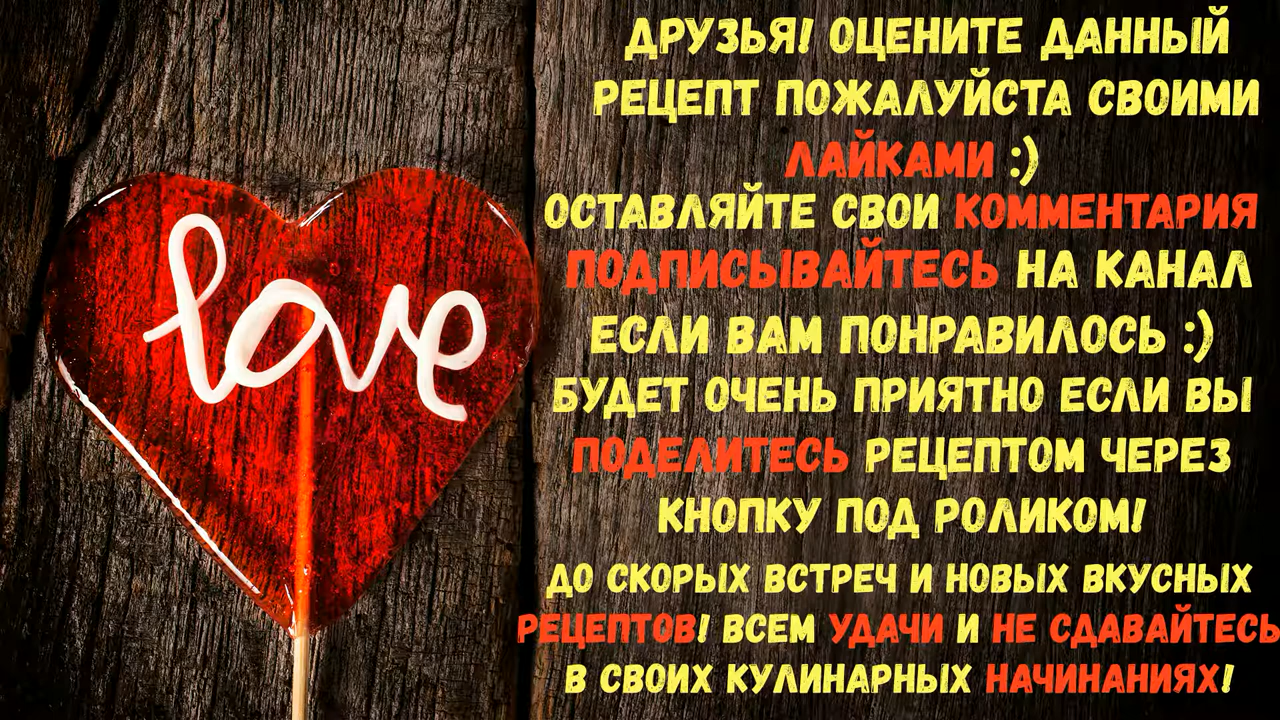 love
ДРУЗЬЯ! ОЦЕНИТЕ ДАННЫЙ
РЕЦЕПТ ПОЖАЛУЙСТА СВОИМИ
ЛАЙКАМИ :)
ОСТАВЛЯЙТЕ СВОИ КОММЕНТАРИЯ
ПОДПИСЫВАЙТЕСЬ НА КАНАЛ
ЕСЛИ ВАМ ПОНРАВИЛОСЬ :)
БУДЕТ ОЧЕНЬ ПРИЯТНО ЕСЛИ ВЫ
ПОДЕЛИТЕСЬ РЕЦЕПТОМ ЧЕРЕЗ
КНОПКУ ПОД РОЛИКОМ!
ДО СКОРЫХ ВСТРЕЧ И НОВЫХ ВКУСНЫХ
РЕЦЕПТОВ! ВСЕМ УДАЧИ И НЕ СДАВАЙТЕСЬ
В СВОИХ КУЛИНАРНЫХ НАЧИНАНИЯХ!